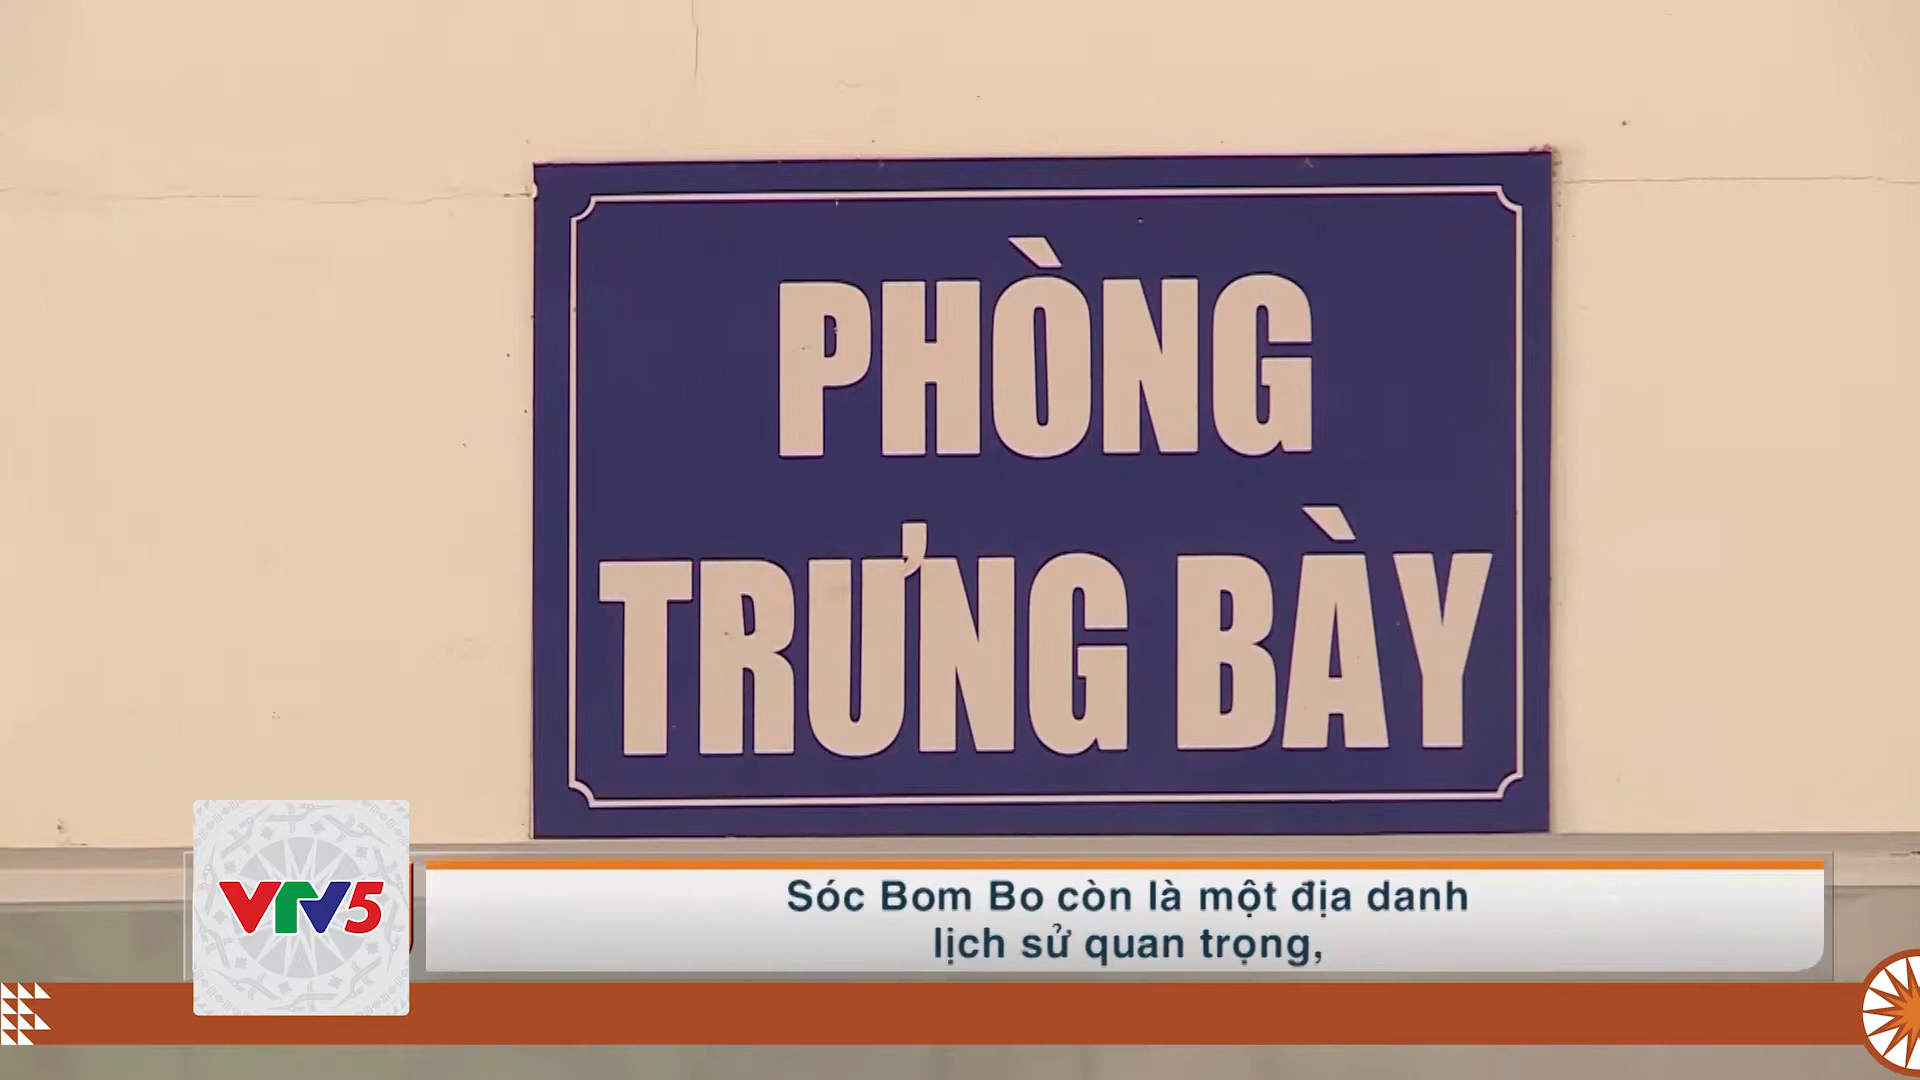 PHÒNG
TRƯNG BÀY
VTV5
Sóc Bom Bo còn là một địa danh
lịch sử quan trọng,